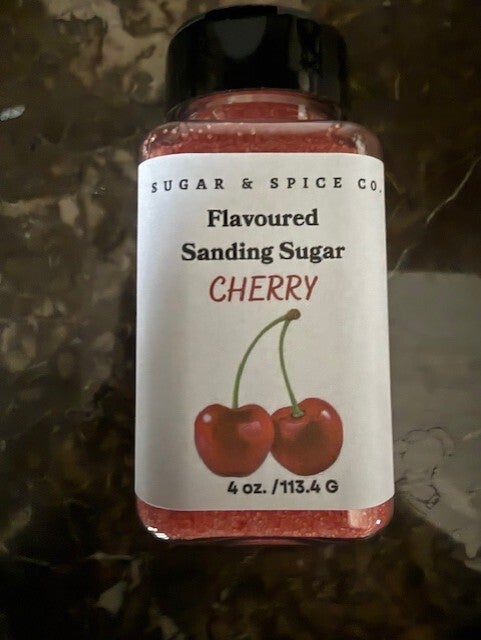 SUGAR & SPICE CO.
Flavoured
Sanding Sugar
CHERRY
4 oz. /113.4 G